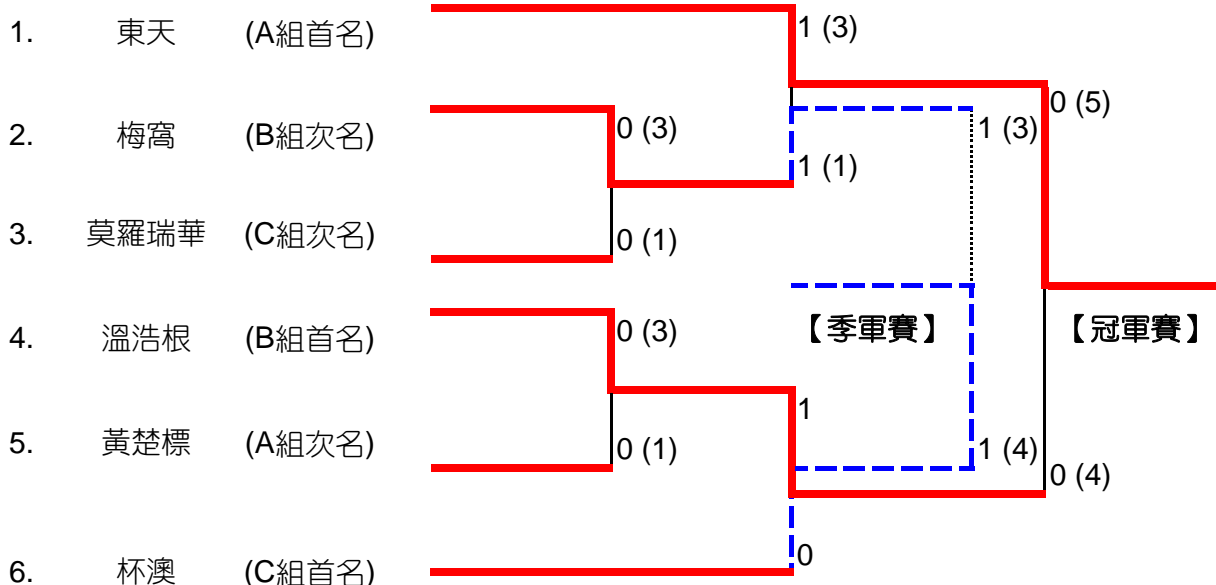 1. 東天 (A組首名)
1 (3)
0 (5)
2. 梅窩 (B組次名)
0 (3)
1 (3)
1 (1)
3. 莫羅瑞華 (C組次名)
0 (1)
4. 溫浩根 (B組首名)
0 (3)
【季軍賽】
【冠軍賽】
1
5. 黃楚標 (A組次名)
0 (1)
1 (4)
0 (4)
0
6. 杯澳 (C組首名)